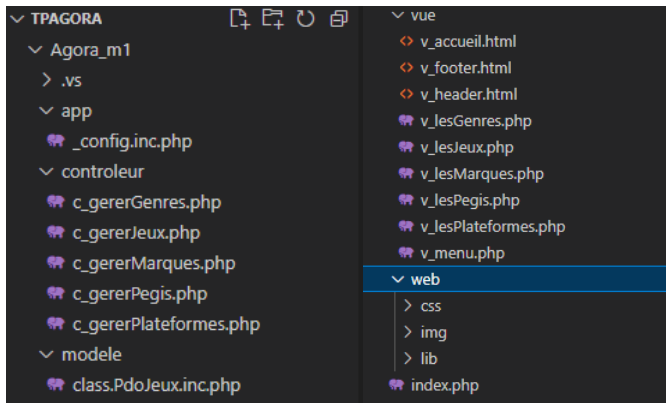 TPAGORA
Agora_m1
.vs
app
_config.inc.php
controleur
c_gererGenres.php
c_gererJeux.php
c_gererMarques.php
c_gererPegis.php
c_gererPlateformes.php
modele
class.PdoJeux.inc.php
vue
v_accueil.html
v_footer.html
v_header.html
v_lesGenres.php
v_lesJeux.php
v_lesMarques.php
v_lesPegis.php
v_lesPlateformes.php
v_menu.php
web
css
img
lib
index.php